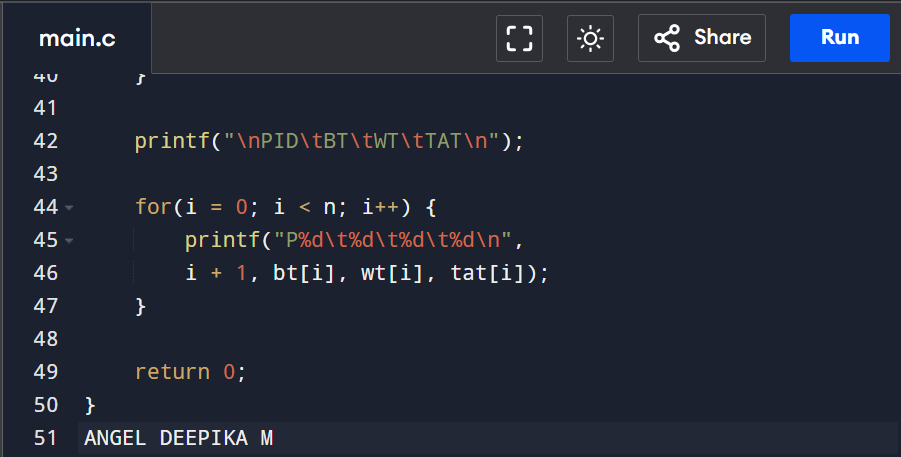 main.c
Share
Run
40 }
41
42 printf("\nPID\tBT\tWT\tTAT\n");
43
44 for(i = 0; i < n; i++) {
45 printf("P%d\t%d\t%d\t%d\n",
46 i + 1, bt[i], wt[i], tat[i]);
47 }
48
49 return 0;
50 }
51 ANGEL DEEPIKA M